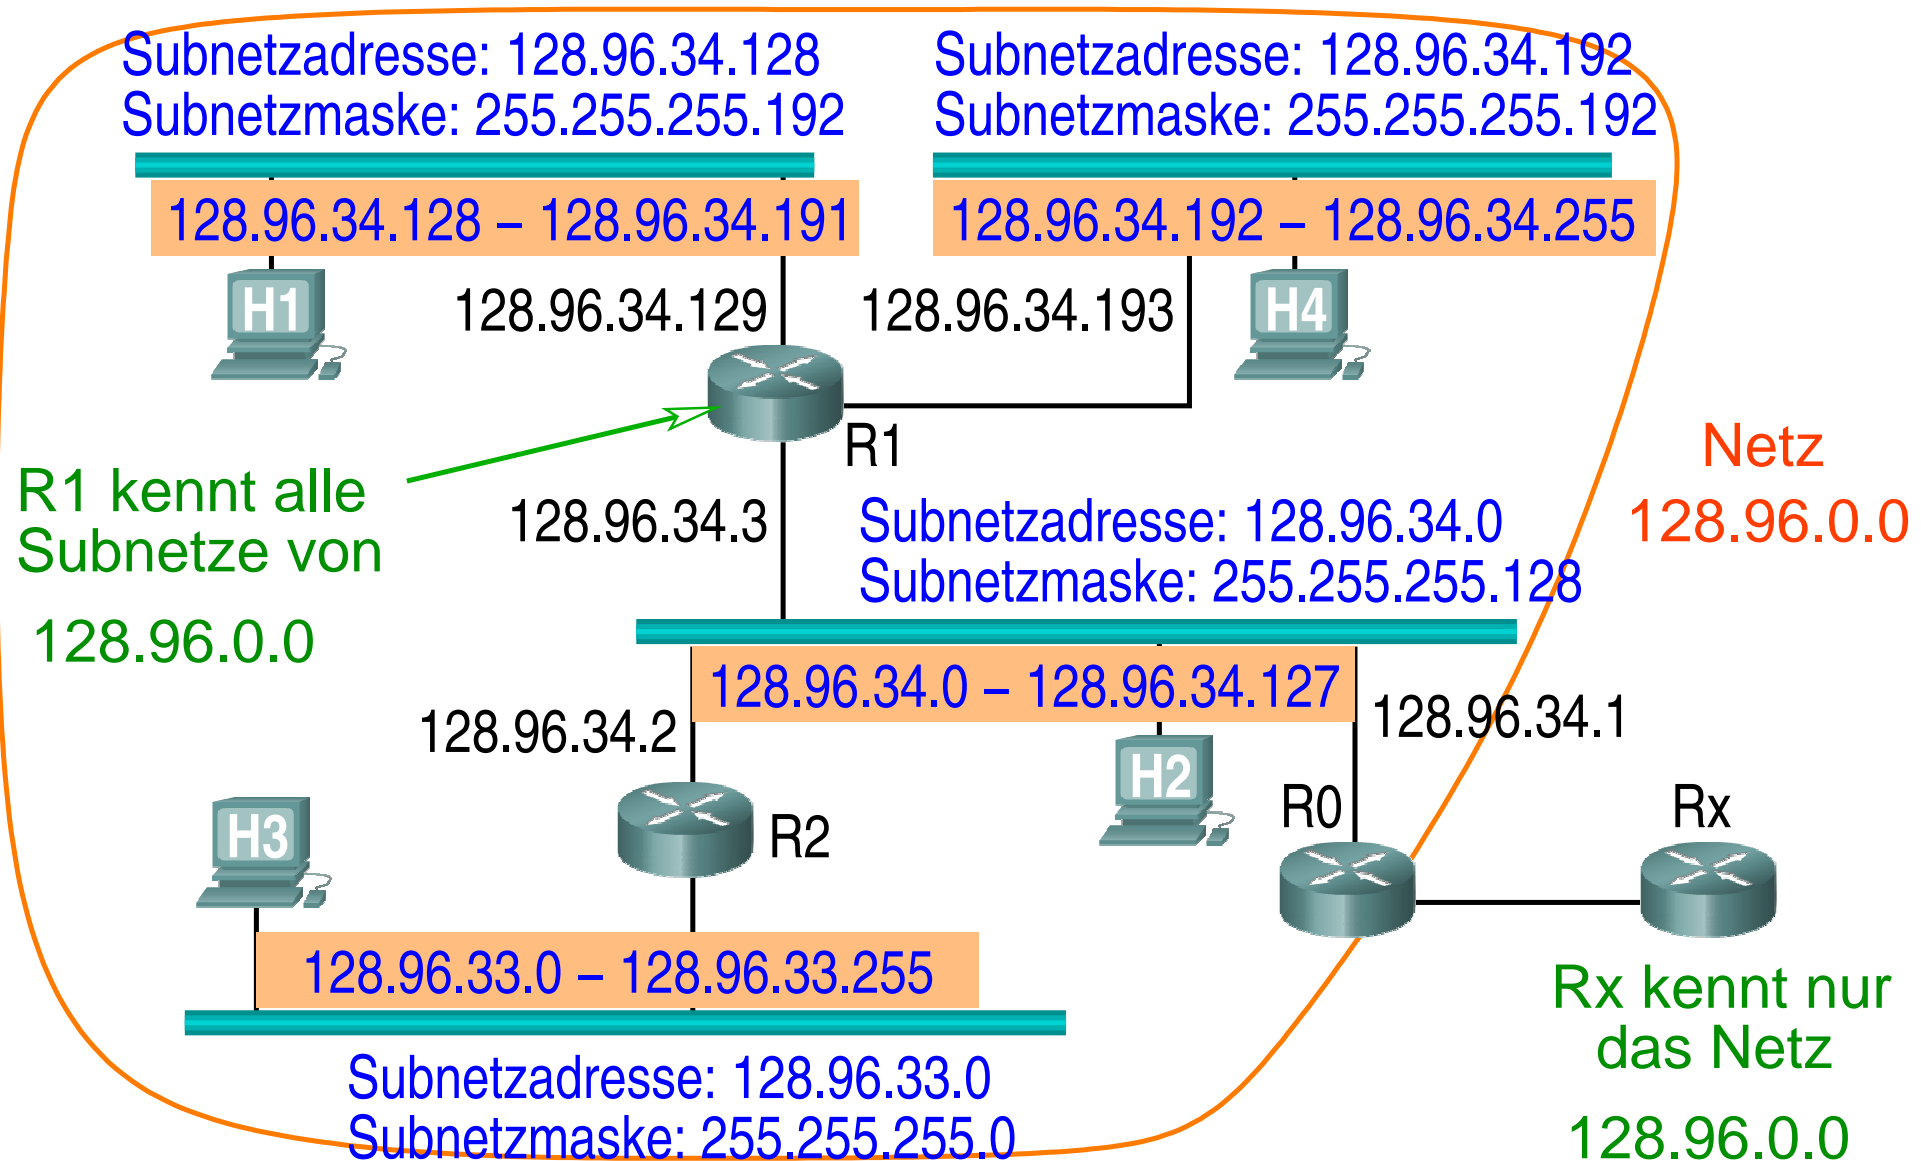 Subnetzadresse: 128.96.34.128
Subnetzmaske: 255.255.255.192
Subnetzadresse: 128.96.34.192
Subnetzmaske: 255.255.255.192
128.96.34.128 – 128.96.34.191
128.96.34.192 – 128.96.34.255
H1
128.96.34.129
128.96.34.193
H4
R1
R1 kennt alle
Subnetze von
128.96.0.0
128.96.34.3
Subnetzadresse: 128.96.34.0
Subnetzmaske: 255.255.255.128
Netz
128.96.0.0
128.96.34.0 – 128.96.34.127
128.96.34.2
128.96.34.1
H2
R0
Rx
H3
R2
128.96.33.0 – 128.96.33.255
Rx kennt nur
das Netz
128.96.0.0
Subnetzadresse: 128.96.33.0
Subnetzmaske: 255.255.255.0